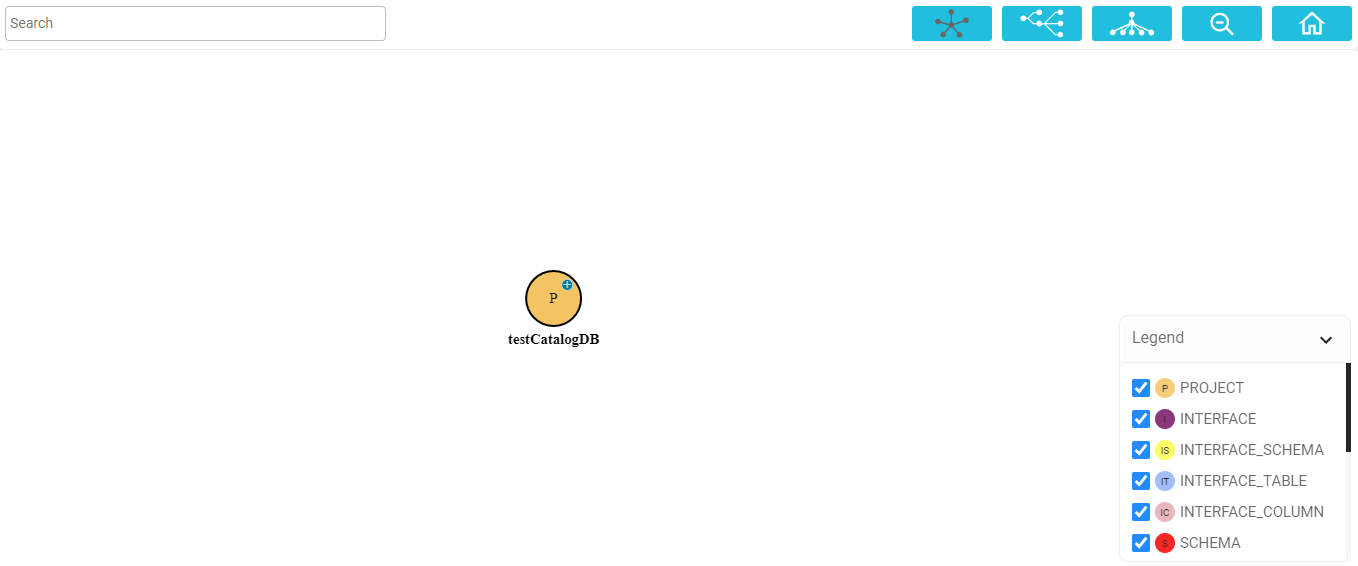 Search
P
testCatalogDB
Legend
P PROJECT
I INTERFACE
IS INTERFACE_SCHEMA
IT INTERFACE_TABLE
IC INTERFACE_COLUMN
S SCHEMA